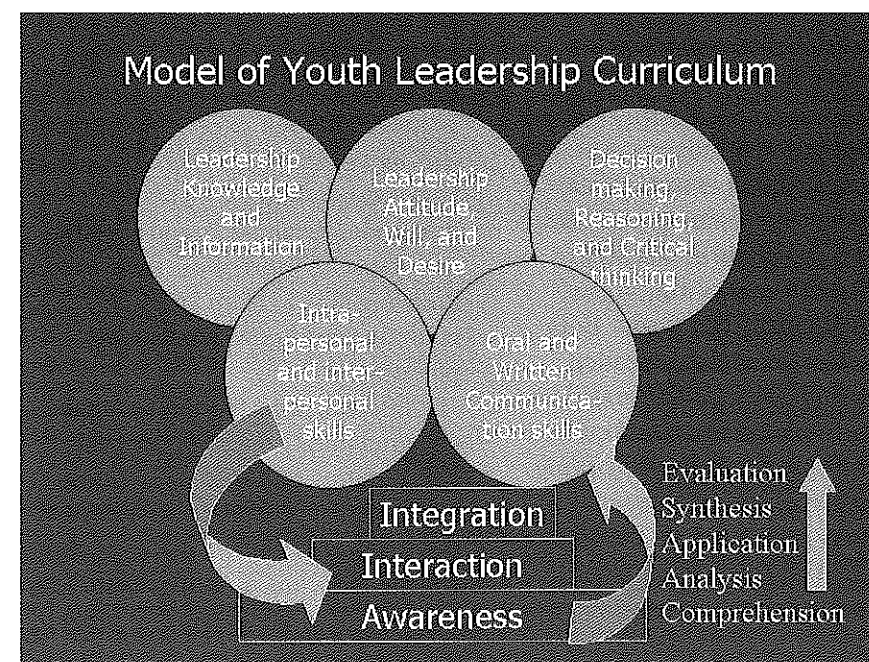 Model of Youth Leadership Curriculum
Leadership
Knowledge
and
Information
Leadership
Attitude,
Will, and
Desire
Decision
making,
Reasoning,
and Critical
thinking
Intra-
personal
and inter-
personal
skills
Oral and
Written
Communica-
tion skills
Integration
Interaction
Awareness
Evaluation
Synthesis
Application
Analysis
Comprehension